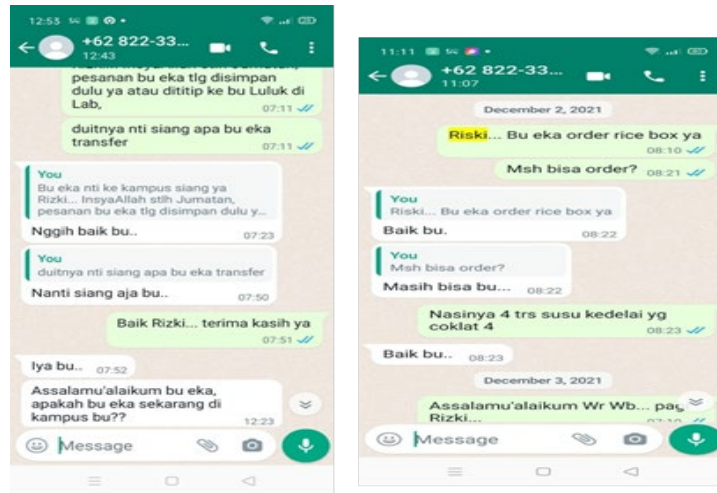 12:53
+62 822-33...
12:43
pesanan bu eka tlg disimpan
dulu ya atau dititip ke bu Luluk di
Lab,
07:11
duitnya nti siang apa bu eka
transfer
07:11
You
Bu eka nti ke kampus siang ya
Rizki... InsyaAllah stlh Jumatan,
pesanan bu eka tlg disimpan dulu y...
Nggih baik bu..
07:23
You
duitnya nti siang apa bu eka transfer
Nanti siang aja bu..
07:50
Baik Rizki... terima kasih ya
07:51
Iya bu..
07:52
Assalamu'alaikum bu eka,
apakah bu eka sekarang di
kampus bu??
12:23
Message
11:11
+62 822-33...
11:07
December 2, 2021
Riski... Bu eka order rice box ya
08:10
Msh bisa order?
08:21
You
Riski... Bu eka order rice box ya
Baik bu.
08:22
You
Msh bisa order?
Masih bisa bu...
08:22
Nasinya 4 trs susu kedelai yg
coklat 4
08:23
Baik bu..
08:23
December 3, 2021
Assalamu'alaikum Wr Wb... pag
Rizki...
Message